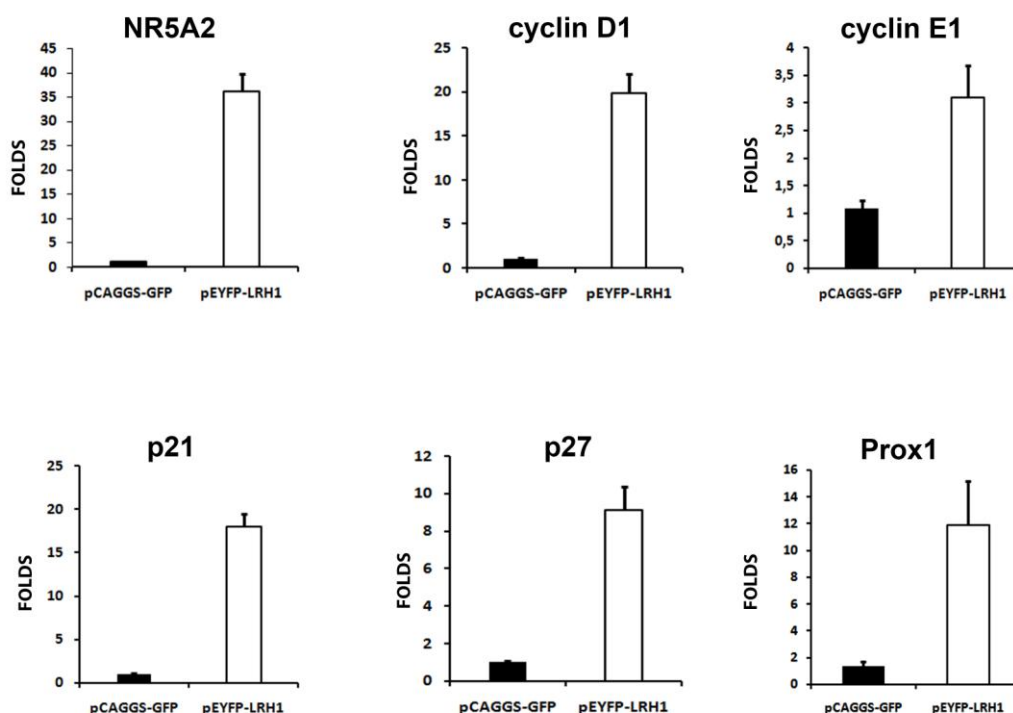 NR5A2
45
40
35
30
25
20
15
10
5
0
FOLDS
pCAGGS-GFP pEYFP-LRH1
cyclin D1
25
20
15
10
5
0
FOLDS
pCAGGS-GFP pEYFP-LRH1
cyclin E1
4
3,5
3
2,5
2
1,5
1
0,5
0
FOLDS
pCAGGS-GFP pEYFP-LRH1
p21
25
20
15
10
5
0
FOLDS
pCAGGS-GFP pEYFP-LRH1
p27
12
10
8
6
4
2
0
FOLDS
pCAGGS-GFP pEYFP-LRH1
Prox1
16
14
12
10
8
6
4
2
0
FOLDS
pCAGGS-GFP pEYFP-LRH1